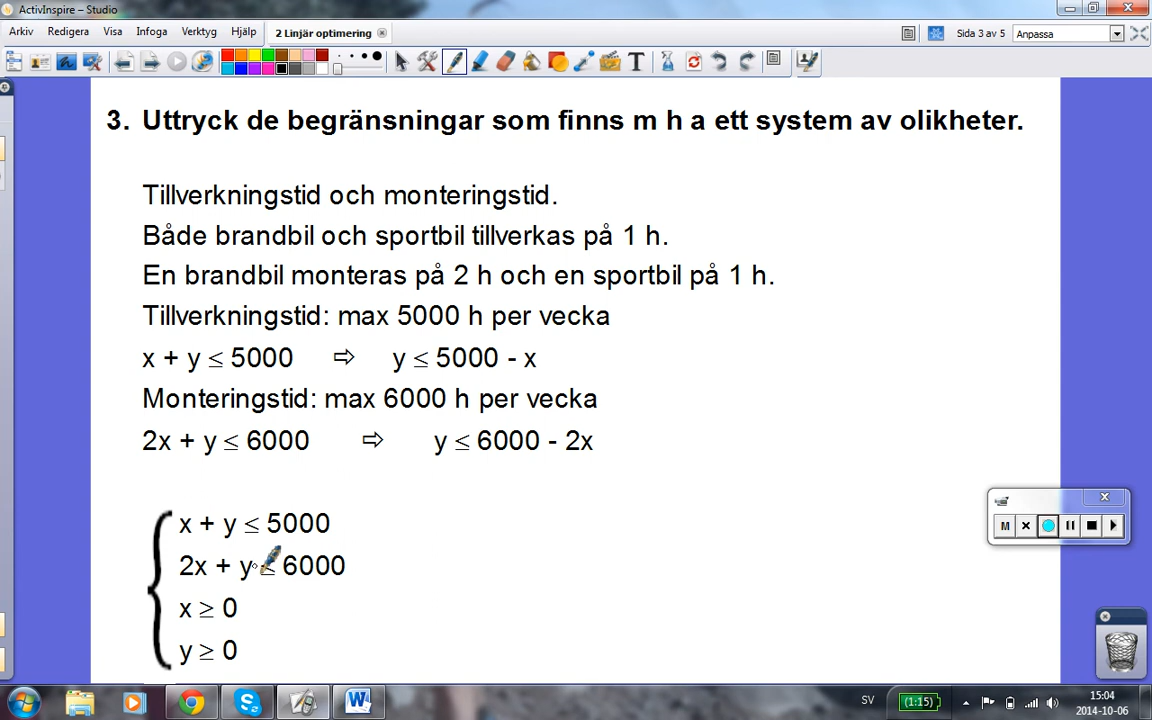 ActivInspire – Studio
Arkiv Redigera Visa Infoga Verktyg Hjälp 2 Linjär optimering Sida 3 av 5 Anpassa
T
3. Uttryck de begränsningar som finns m h a ett system av olikheter.
Tillverkningstid och monteringstid.
Både brandbil och sportbil tillverkas på 1 h.
En brandbil monteras på 2 h och en sportbil på 1 h.
Tillverkningstid: max 5000 h per vecka
x + y ≤ 5000 ⇨ y ≤ 5000 - x
Monteringstid: max 6000 h per vecka
2x + y ≤ 6000 ⇨ y ≤ 6000 - 2x
x + y ≤ 5000
2x + y ≤ 6000
x ≥ 0
y ≥ 0
M
SV (1:15) 15:04
2014-10-06